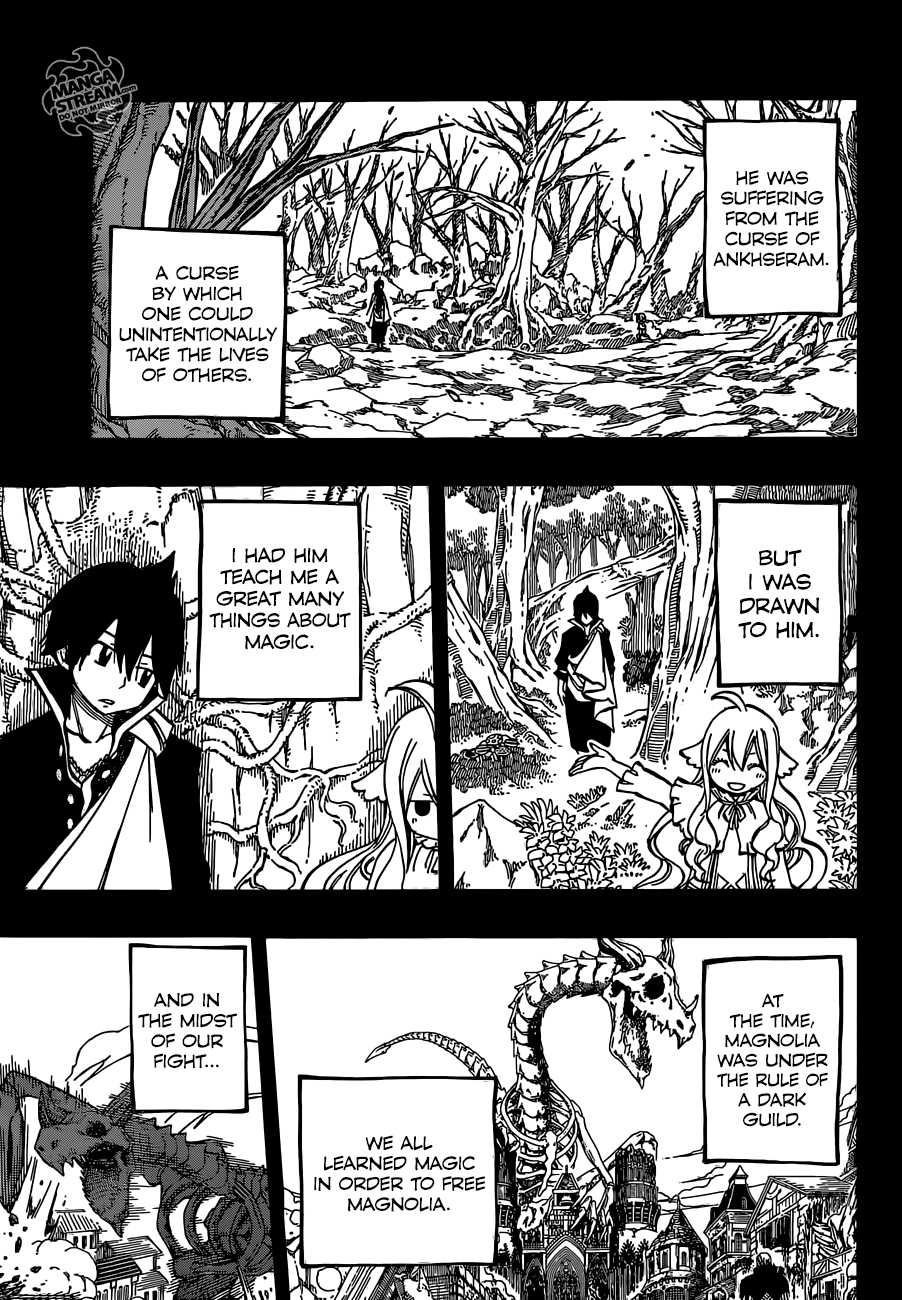 MANGA
STREAM.com
DO NOT MIRROR
HE WAS
SUFFERING
FROM THE
CURSE OF
ANKHSERAM.
A CURSE
BY WHICH
ONE COULD
UNINTENTIONALLY
TAKE THE LIVES
OF OTHERS.
BUT
I WAS
DRAWN
TO HIM.
I HAD HIM
TEACH ME A
GREAT MANY
THINGS ABOUT
MAGIC.
AT
THE TIME,
MAGNOLIA
WAS UNDER
THE RULE OF
A DARK
GUILD.
WE ALL
LEARNED MAGIC
IN ORDER TO FREE
MAGNOLIA.
AND IN
THE MIDST
OF OUR
FIGHT...